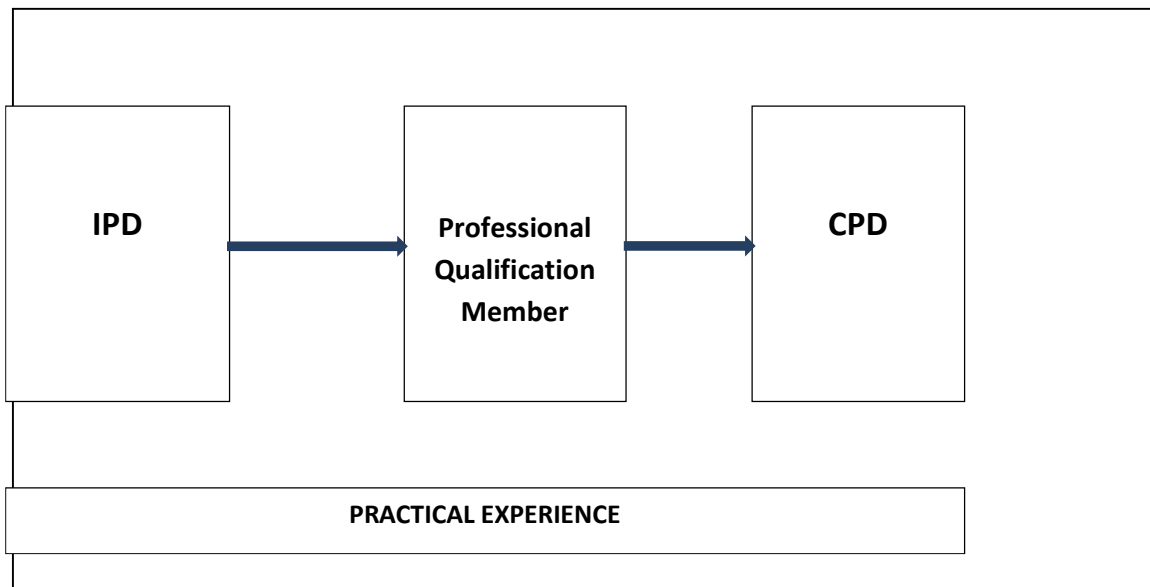 IPD
Professional
Qualification
Member
CPD
PRACTICAL EXPERIENCE